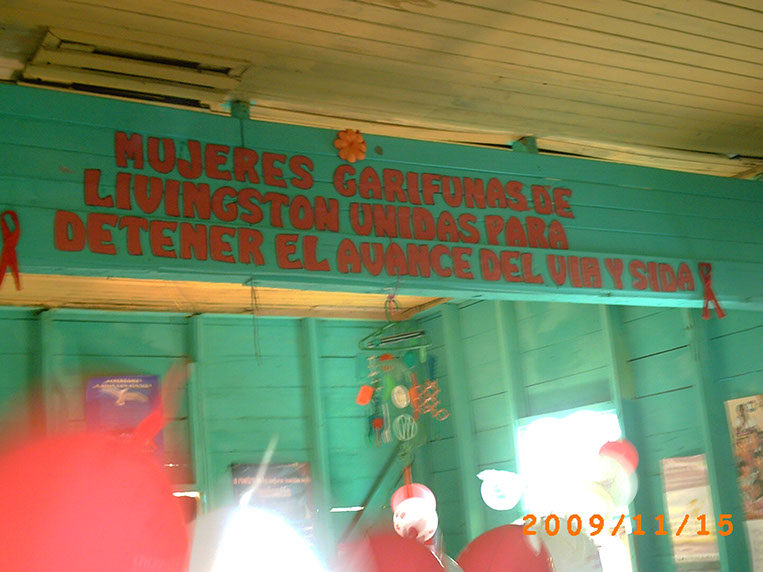 MUJERES GARIFUNAS DE
LIVINGSTON UNIDAS PARA
DETENER EL AVANCE DEL VIH Y SIDA
2009/11/15